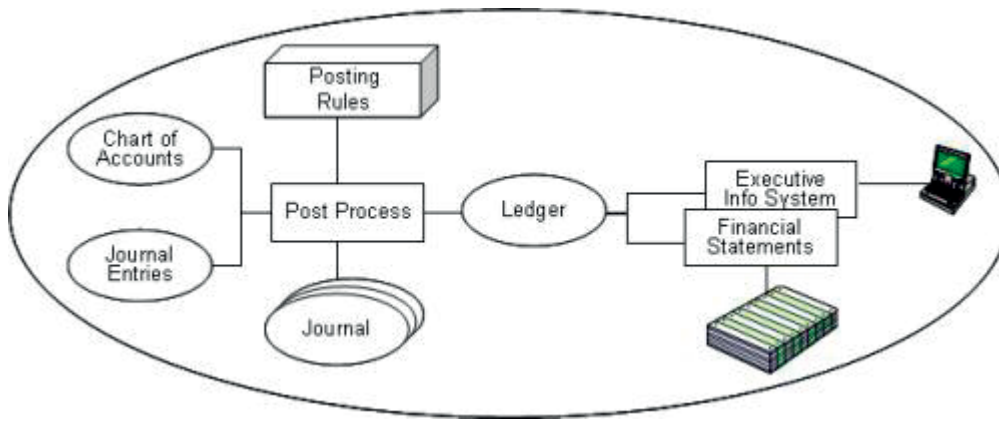 Posting
Rules
Chart of
Accounts
Post Process
Ledger
Executive
Info System
Financial
Statements
Journal
Entries
Journal